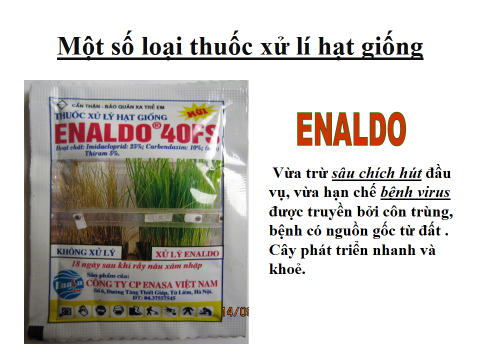 Một số loại thuốc xử lí hạt giống
CẨN THẬN - BẢO QUẢN XA TRẺ EM
THUỐC XỬ LÝ HẠT GIỐNG
MỚI
ENALDO® 40FS
Hoạt chất: Imidacloprid: 25%; Carbendazim: 10%;
Thiram 5%.
KHÔNG XỬ LÝ
XỬ LÝ ENALDO
18 ngày sau khi rầy nâu xâm nhập
Sản phẩm của:
CÔNG TY CP ENASA VIỆT NAM
Số 6, Đường Tăng Thiết Giáp, Từ Liêm, Hà Nội.
ĐT: 04.37557545
ENALDO
Vừa trừ sâu chích hút đầu
vụ, vừa hạn chế bệnh virus
được truyền bởi côn trùng,
bệnh có nguồn gốc từ đất .
Cây phát triển nhanh và
khoẻ.